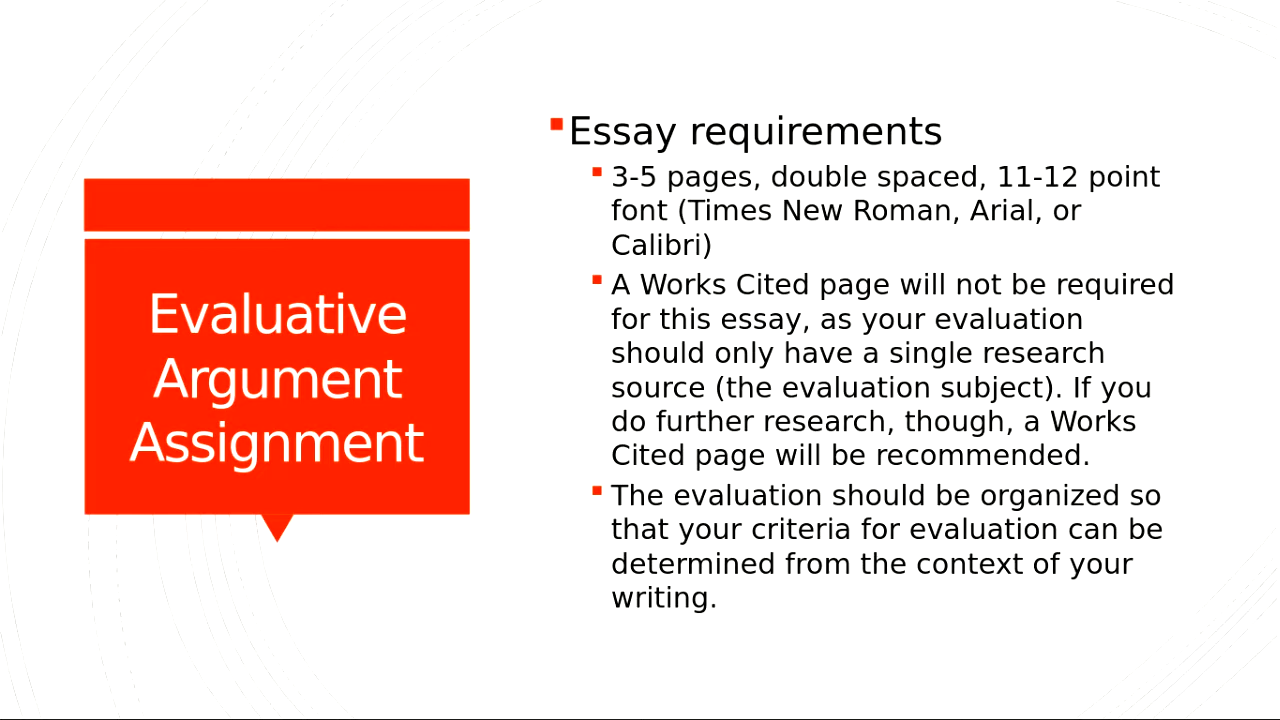 Evaluative
Argument
Assignment
Essay requirements
3-5 pages, double spaced, 11-12 point
font (Times New Roman, Arial, or
Calibri)
A Works Cited page will not be required
for this essay, as your evaluation
should only have a single research
source (the evaluation subject). If you
do further research, though, a Works
Cited page will be recommended.
The evaluation should be organized so
that your criteria for evaluation can be
determined from the context of your
writing.